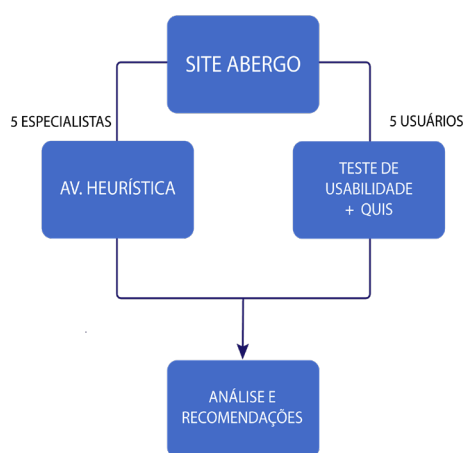 SITE ABERGO
5 ESPECIALISTAS
5 USUÁRIOS
AV. HEURÍSTICA
TESTE DE
USABILIDADE
+ QUIS
ANÁLISE E
RECOMENDAÇÕES